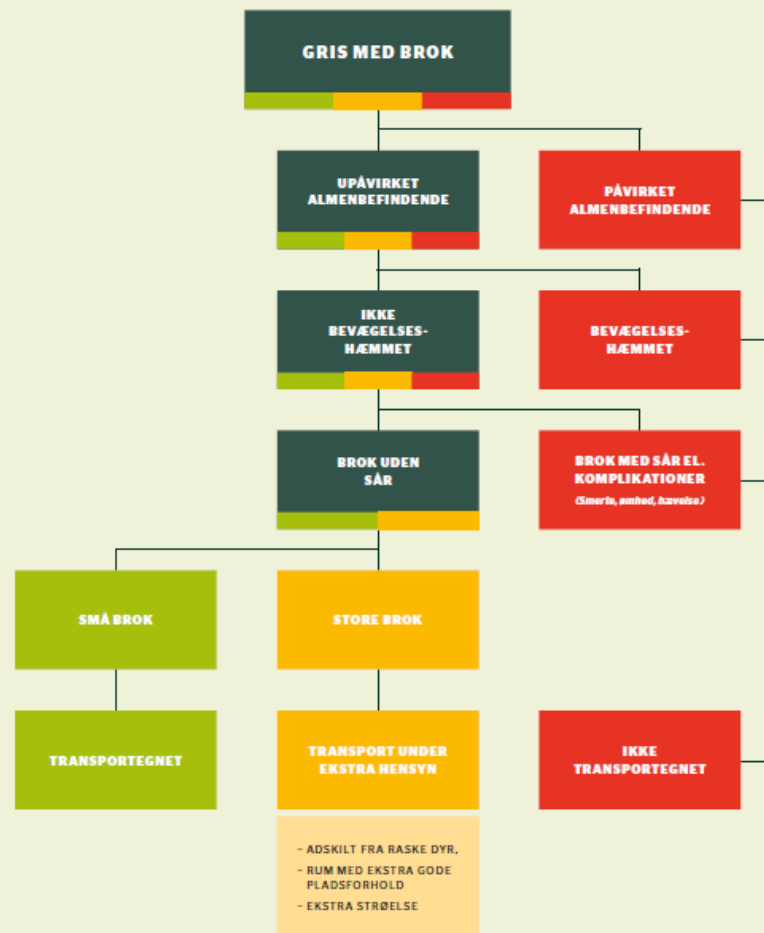 GRIS MED BROK
UPÅVIRKET
ALMENBEFINDENDE
PÅVIRKET
ALMENBEFINDENDE
IKKE
BEVÆGELSES-
HÆMMET
BEVÆGELSES-
HÆMMET
BROK UDEN
SÅR
BROK MED SÅR EL.
KOMPLIKATIONER
(Smerte, ømhed, hævelse)
SMÅ BROK
STORE BROK
TRANSPORTEGNET
TRANSPORT UNDER
EKSTRA HENSYN
IKKE
TRANSPORTEGNET
– ADSKILT FRA RASKE DYR,
– RUM MED EKSTRA GODE
PLADSFORHOLD
– EKSTRA STRØELSE